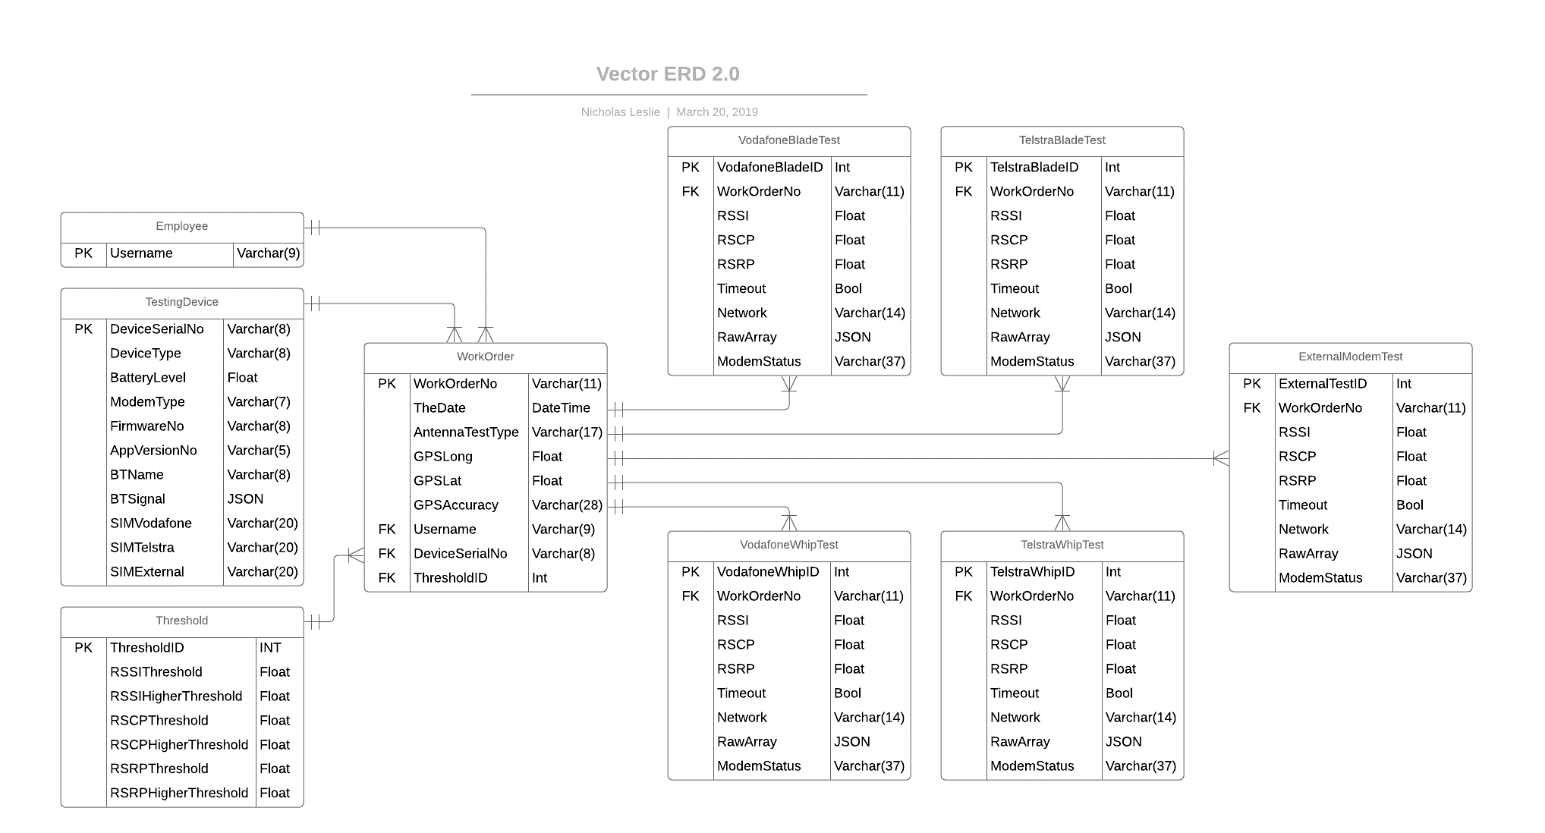 Vector ERD 2.0
Nicholas Leslie | March 20, 2019
Employee
PK Username Varchar(9)
TestingDevice
PK DeviceSerialNo Varchar(8)
DeviceType Varchar(8)
BatteryLevel Float
ModemType Varchar(7)
FirmwareNo Varchar(8)
AppVersionNo Varchar(5)
BTName Varchar(8)
BTSignal JSON
SIMVodafone Varchar(20)
SIMTelstra Varchar(20)
SIMExternal Varchar(20)
Threshold
PK ThresholdID INT
RSSIThreshold Float
RSSIHigherThreshold Float
RSCPThreshold Float
RSCPHigherThreshold Float
RSRPThreshold Float
RSRPHigherThreshold Float
WorkOrder
PK WorkOrderNo Varchar(11)
TheDate DateTime
AntennaTestType Varchar(17)
GPSLong Float
GPSLat Float
GPSAccuracy Varchar(28)
FK Username Varchar(9)
FK DeviceSerialNo Varchar(8)
FK ThresholdID Int
VodafoneBladeTest
PK VodafoneBladeID Int
FK WorkOrderNo Varchar(11)
RSSI Float
RSCP Float
RSRP Float
Timeout Bool
Network Varchar(14)
RawArray JSON
ModemStatus Varchar(37)
TelstraBladeTest
PK TelstraBladeID Int
FK WorkOrderNo Varchar(11)
RSSI Float
RSCP Float
RSRP Float
Timeout Bool
Network Varchar(14)
RawArray JSON
ModemStatus Varchar(37)
VodafoneWhipTest
PK VodafoneWhipID Int
FK WorkOrderNo Varchar(11)
RSSI Float
RSCP Float
RSRP Float
Timeout Bool
Network Varchar(14)
RawArray JSON
ModemStatus Varchar(37)
TelstraWhipTest
PK TelstraWhipID Int
FK WorkOrderNo Varchar(11)
RSSI Float
RSCP Float
RSRP Float
Timeout Bool
Network Varchar(14)
RawArray JSON
ModemStatus Varchar(37)
ExternalModemTest
PK ExternalTestID Int
FK WorkOrderNo Varchar(11)
RSSI Float
RSCP Float
RSRP Float
Timeout Bool
Network Varchar(14)
RawArray JSON
ModemStatus Varchar(37)